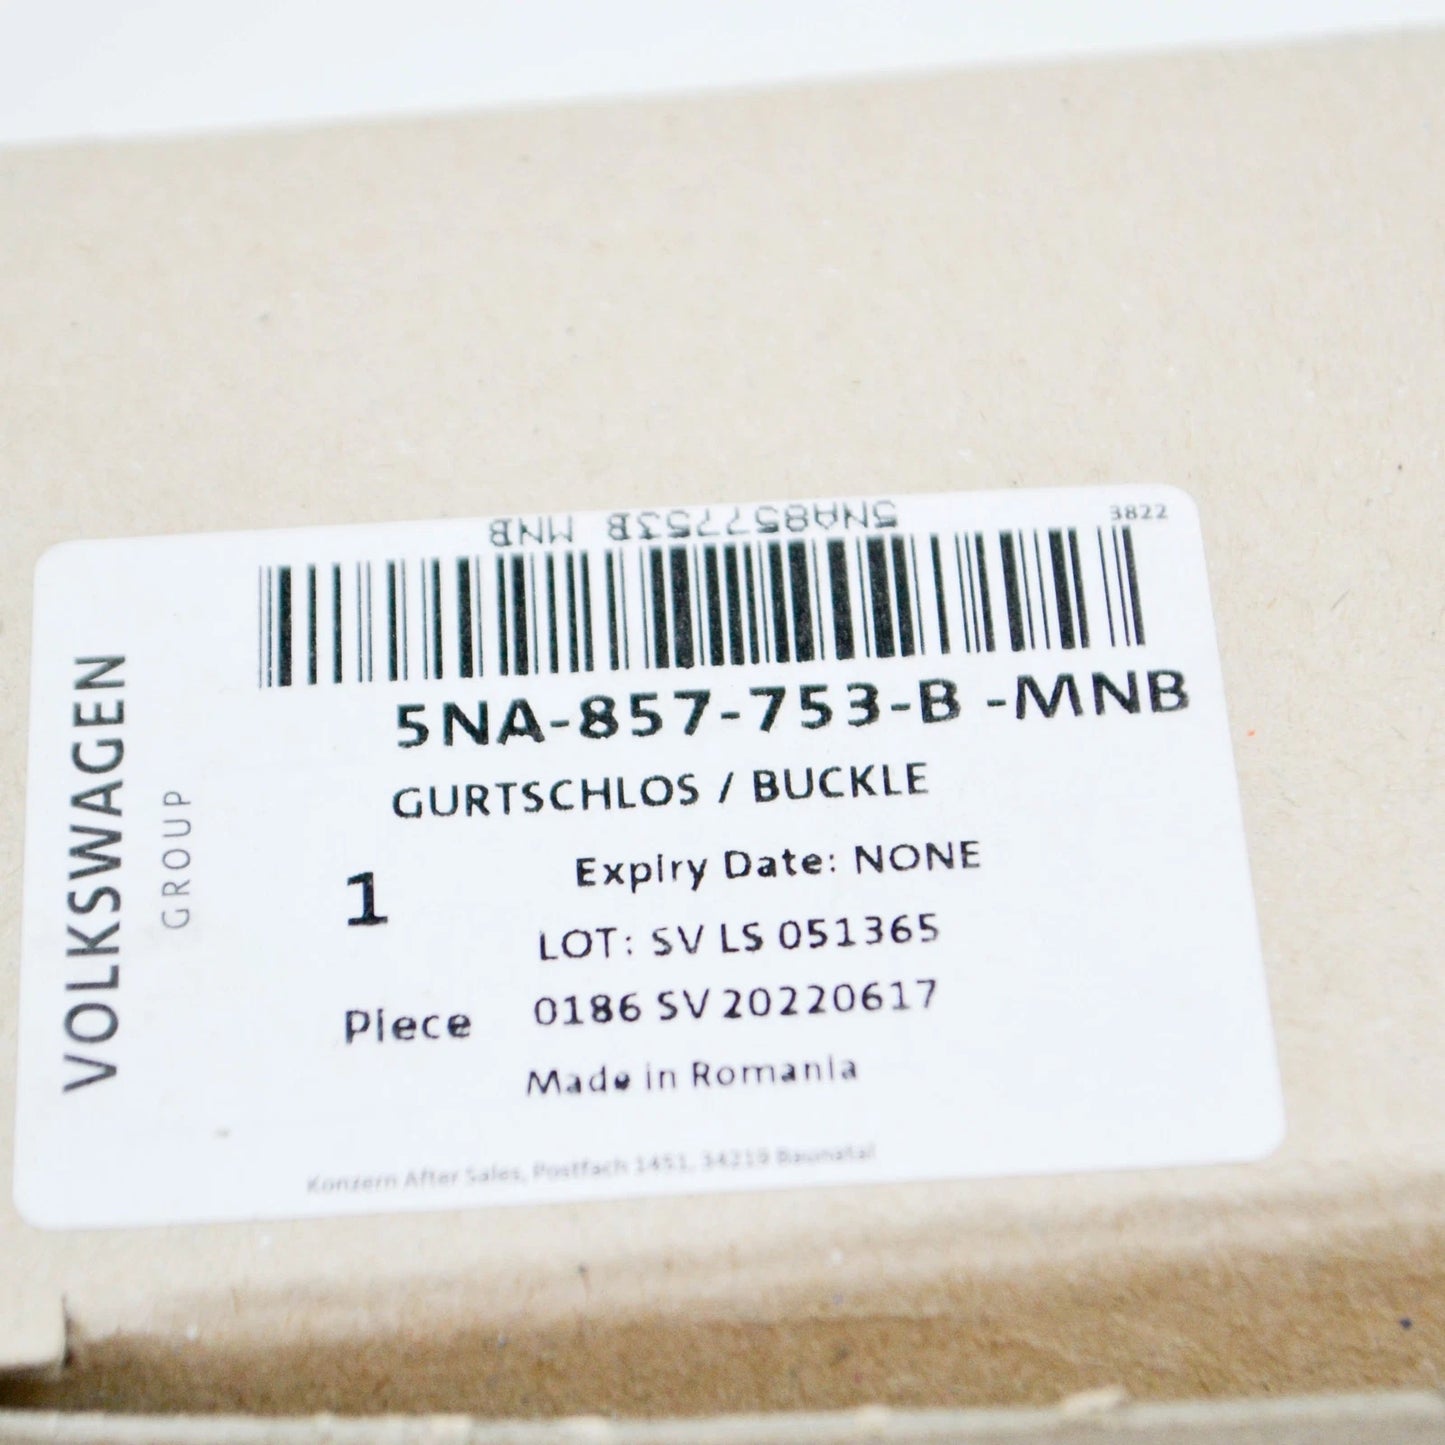 5NA857753B MNB
3822
5NA-857-753-B -MNB
GURTSCHLOS / BUCKLE
Expiry Date: NONE
1
LOT: SV LS 051365
0186 SV 20220617
Piece
Made in Romania
Konzern After Sales, Postfach 1451, 34219 Baunatal
VOLKSWAGEN
GROUP